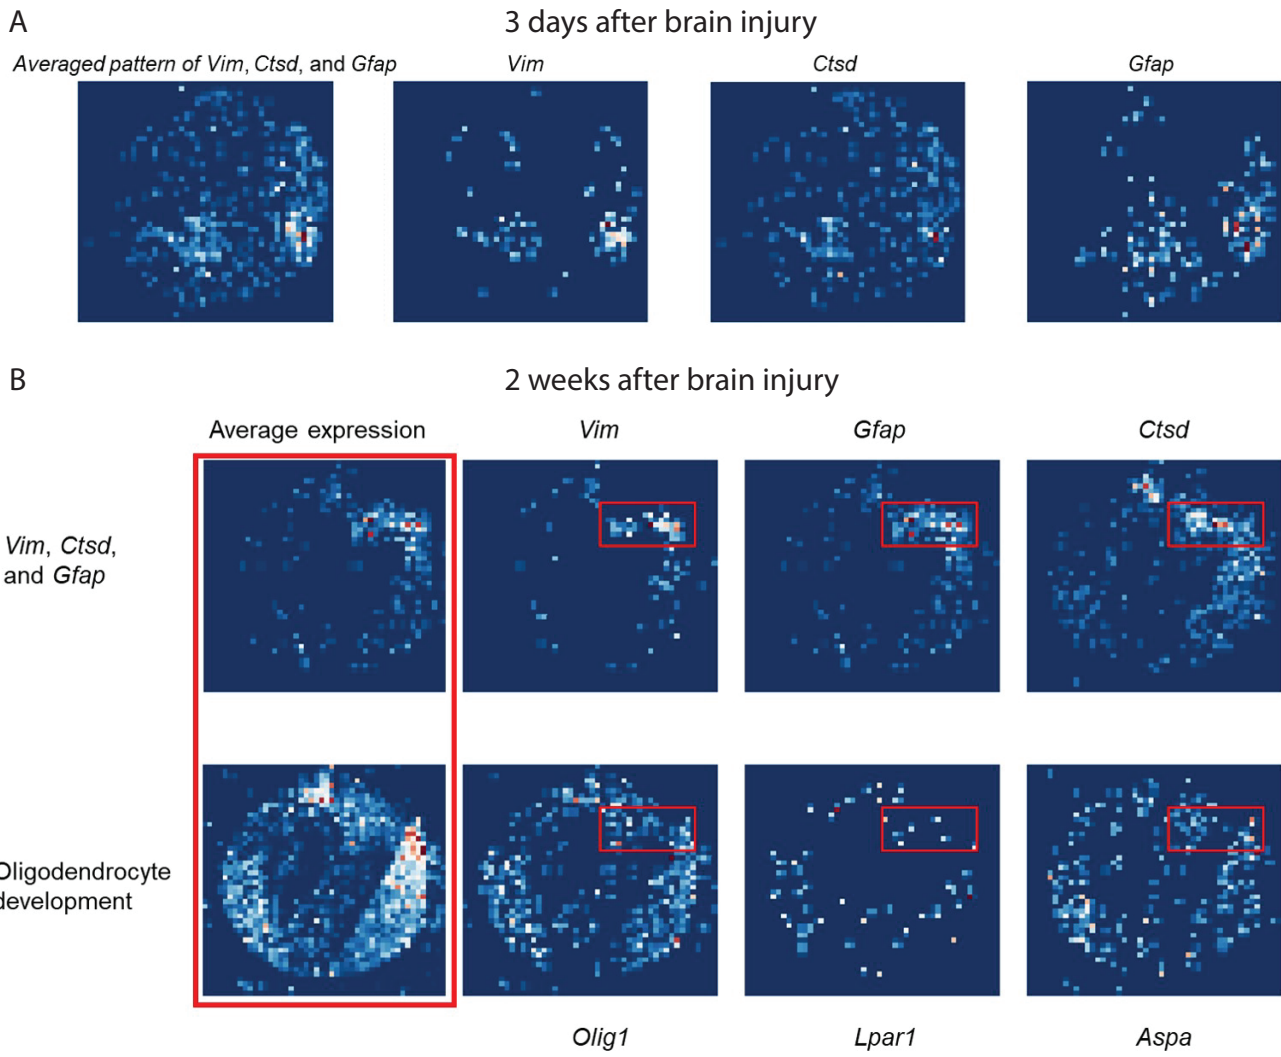 A
3 days after brain injury
Averaged pattern of Vim, Ctsd, and Gfap
Vim
Ctsd
Gfap
B
2 weeks after brain injury
Average expression
Vim
Gfap
Ctsd
Vim, Ctsd,
and Gfap
Oligodendrocyte
development
Olig1
Lpar1
Aspa